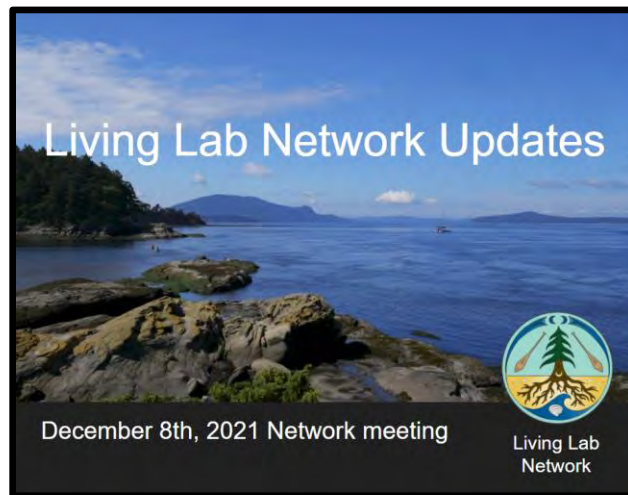 Living Lab Network Updates
December 8th, 2021 Network meeting
Living Lab
Network